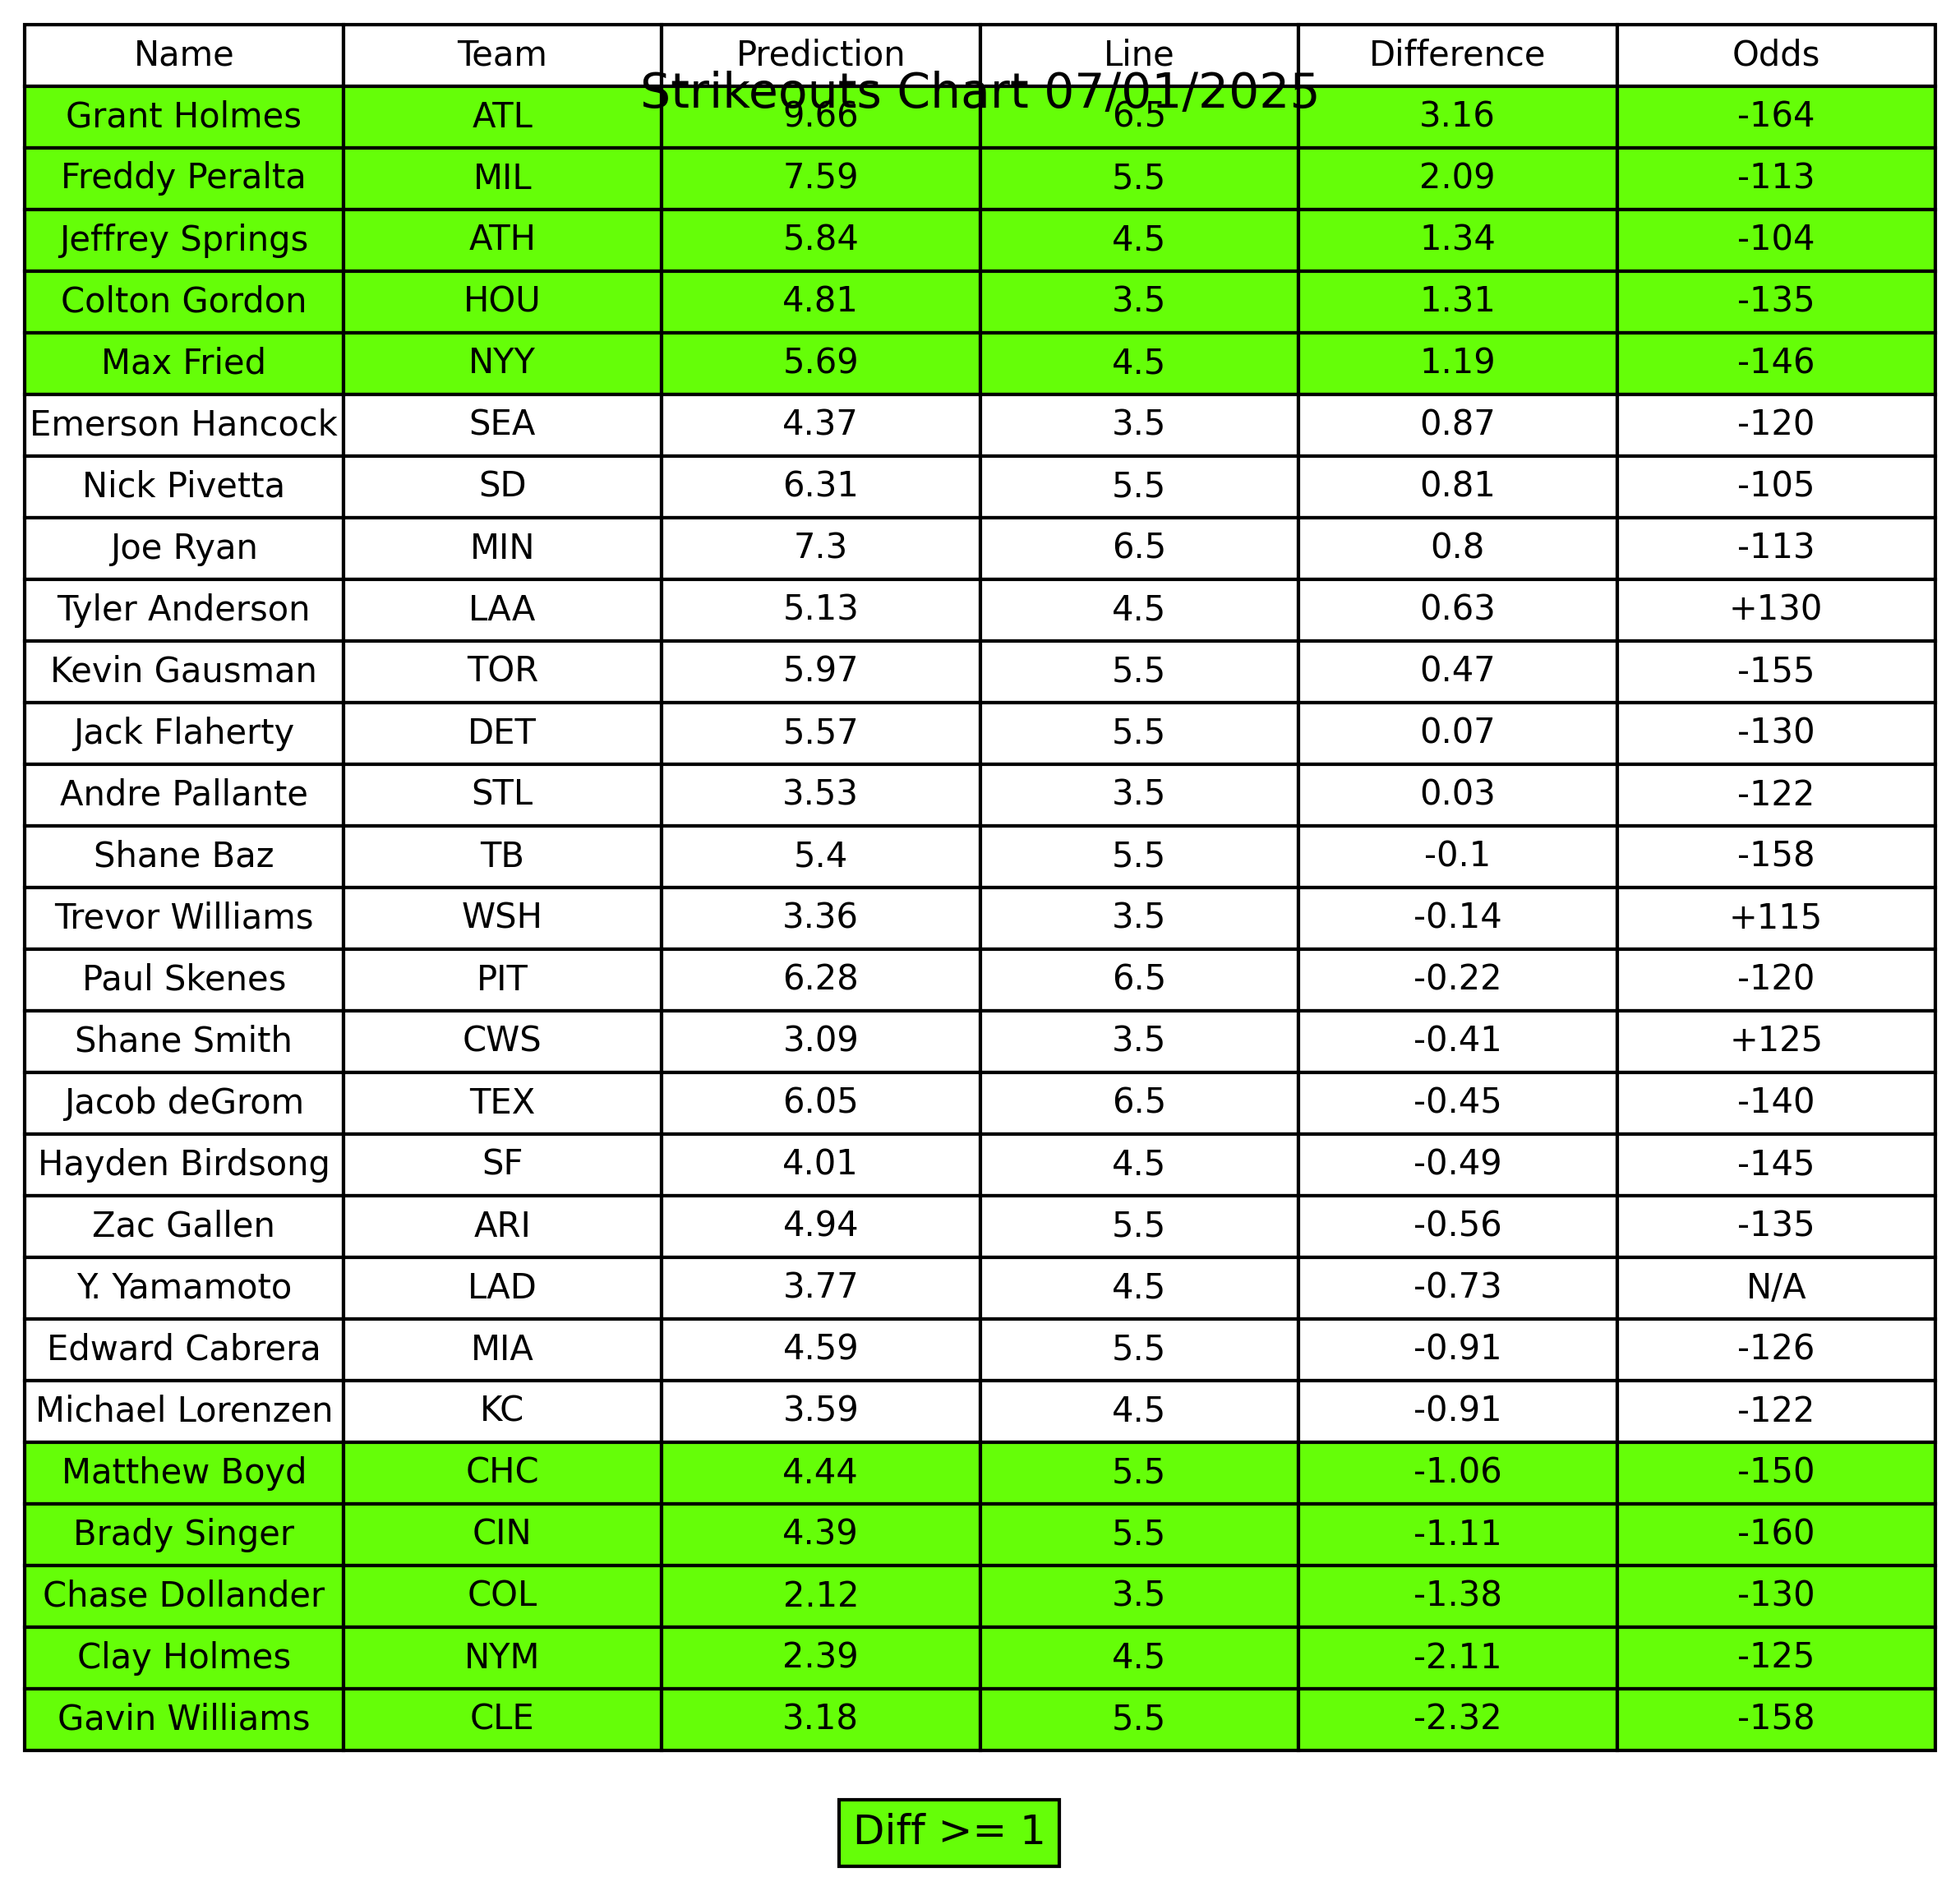 Name Team Prediction Line Difference Odds
Strikeouts Chart 07/01/2025
Grant Holmes ATL 9.66 6.5 3.16 -164
Freddy Peralta MIL 7.59 5.5 2.09 -113
Jeffrey Springs ATH 5.84 4.5 1.34 -104
Colton Gordon HOU 4.81 3.5 1.31 -135
Max Fried NYY 5.69 4.5 1.19 -146
Emerson Hancock SEA 4.37 3.5 0.87 -120
Nick Pivetta SD 6.31 5.5 0.81 -105
Joe Ryan MIN 7.3 6.5 0.8 -113
Tyler Anderson LAA 5.13 4.5 0.63 +130
Kevin Gausman TOR 5.97 5.5 0.47 -155
Jack Flaherty DET 5.57 5.5 0.07 -130
Andre Pallante STL 3.53 3.5 0.03 -122
Shane Baz TB 5.4 5.5 -0.1 -158
Trevor Williams WSH 3.36 3.5 -0.14 +115
Paul Skenes PIT 6.28 6.5 -0.22 -120
Shane Smith CWS 3.09 3.5 -0.41 +125
Jacob deGrom TEX 6.05 6.5 -0.45 -140
Hayden Birdsong SF 4.01 4.5 -0.49 -145
Zac Gallen ARI 4.94 5.5 -0.56 -135
Y. Yamamoto LAD 3.77 4.5 -0.73 N/A
Edward Cabrera MIA 4.59 5.5 -0.91 -126
Michael Lorenzen KC 3.59 4.5 -0.91 -122
Matthew Boyd CHC 4.44 5.5 -1.06 -150
Brady Singer CIN 4.39 5.5 -1.11 -160
Chase Dollander COL 2.12 3.5 -1.38 -130
Clay Holmes NYM 2.39 4.5 -2.11 -125
Gavin Williams CLE 3.18 5.5 -2.32 -158
Diff >= 1